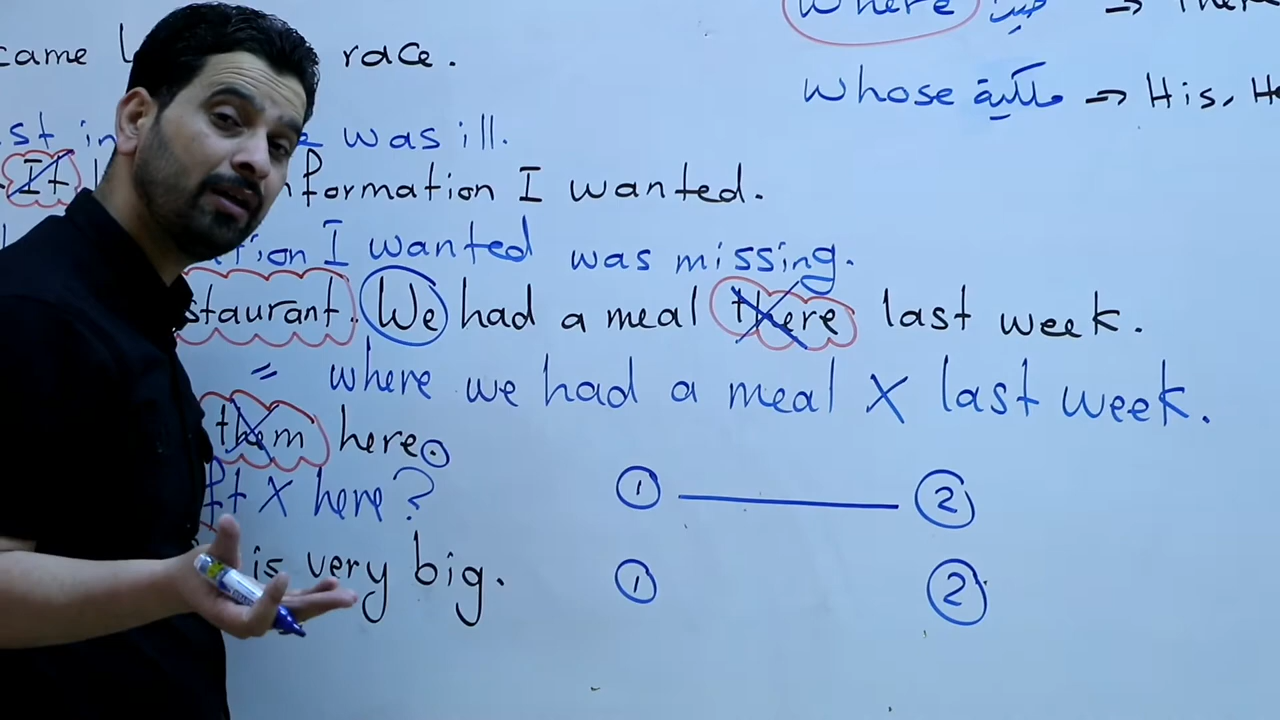 where حيث → There
whose ملكية → His, He
came l race.
st in was ill.
It nformation I wanted.
tion I wanted was missing.
staurant. We had a meal there last week.
= where we had a meal X last week.
them here.
ft X here?
1 2
is very big.
1 2